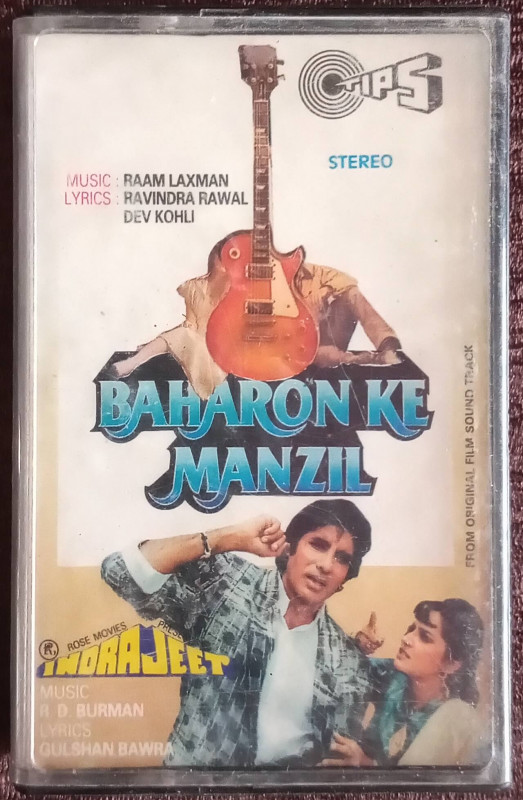 TIPS
STEREO
MUSIC : RAAM LAXMAN
LYRICS : RAVINDRA RAWAL
DEV KOHLI
BAHARON KE
MANZIL
FROM ORIGINAL FILM SOUND TRACK
ROSE MOVIES
INDRAJEET
MUSIC
R. D. BURMAN
LYRICS
GULSHAN BAWRA